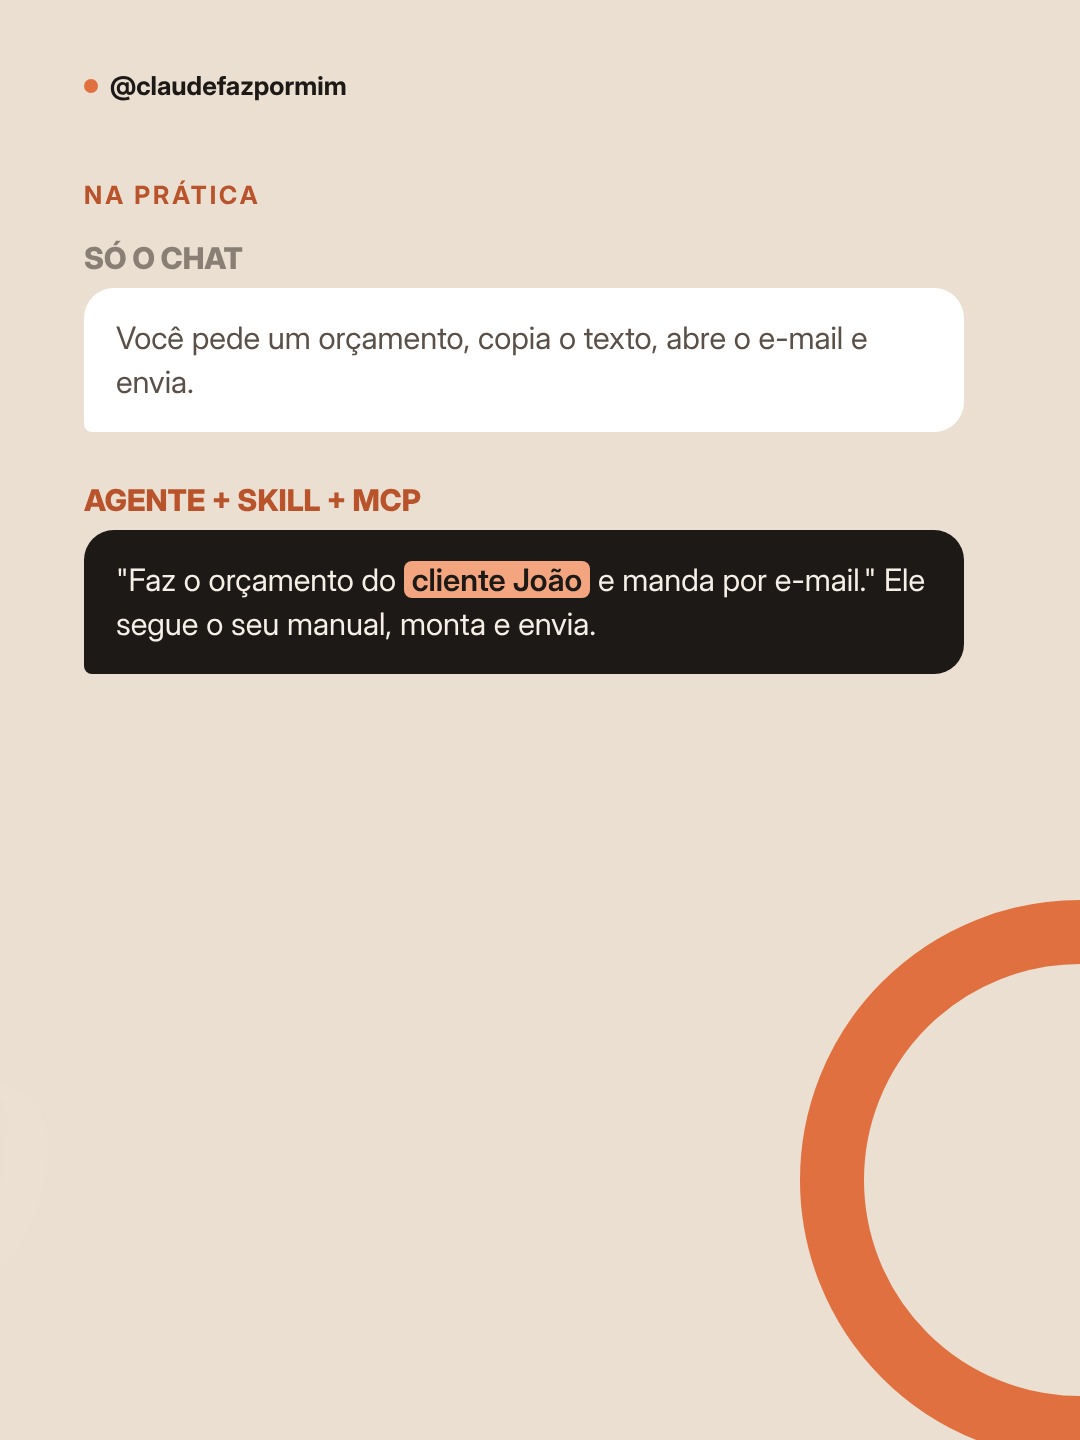 @claudefazpormim
NA PRÁTICA
SÓ O CHAT
Você pede um orçamento, copia o texto, abre o e-mail e
envia.
AGENTE + SKILL + MCP
"Faz o orçamento do cliente João e manda por e-mail." Ele
segue o seu manual, monta e envia.